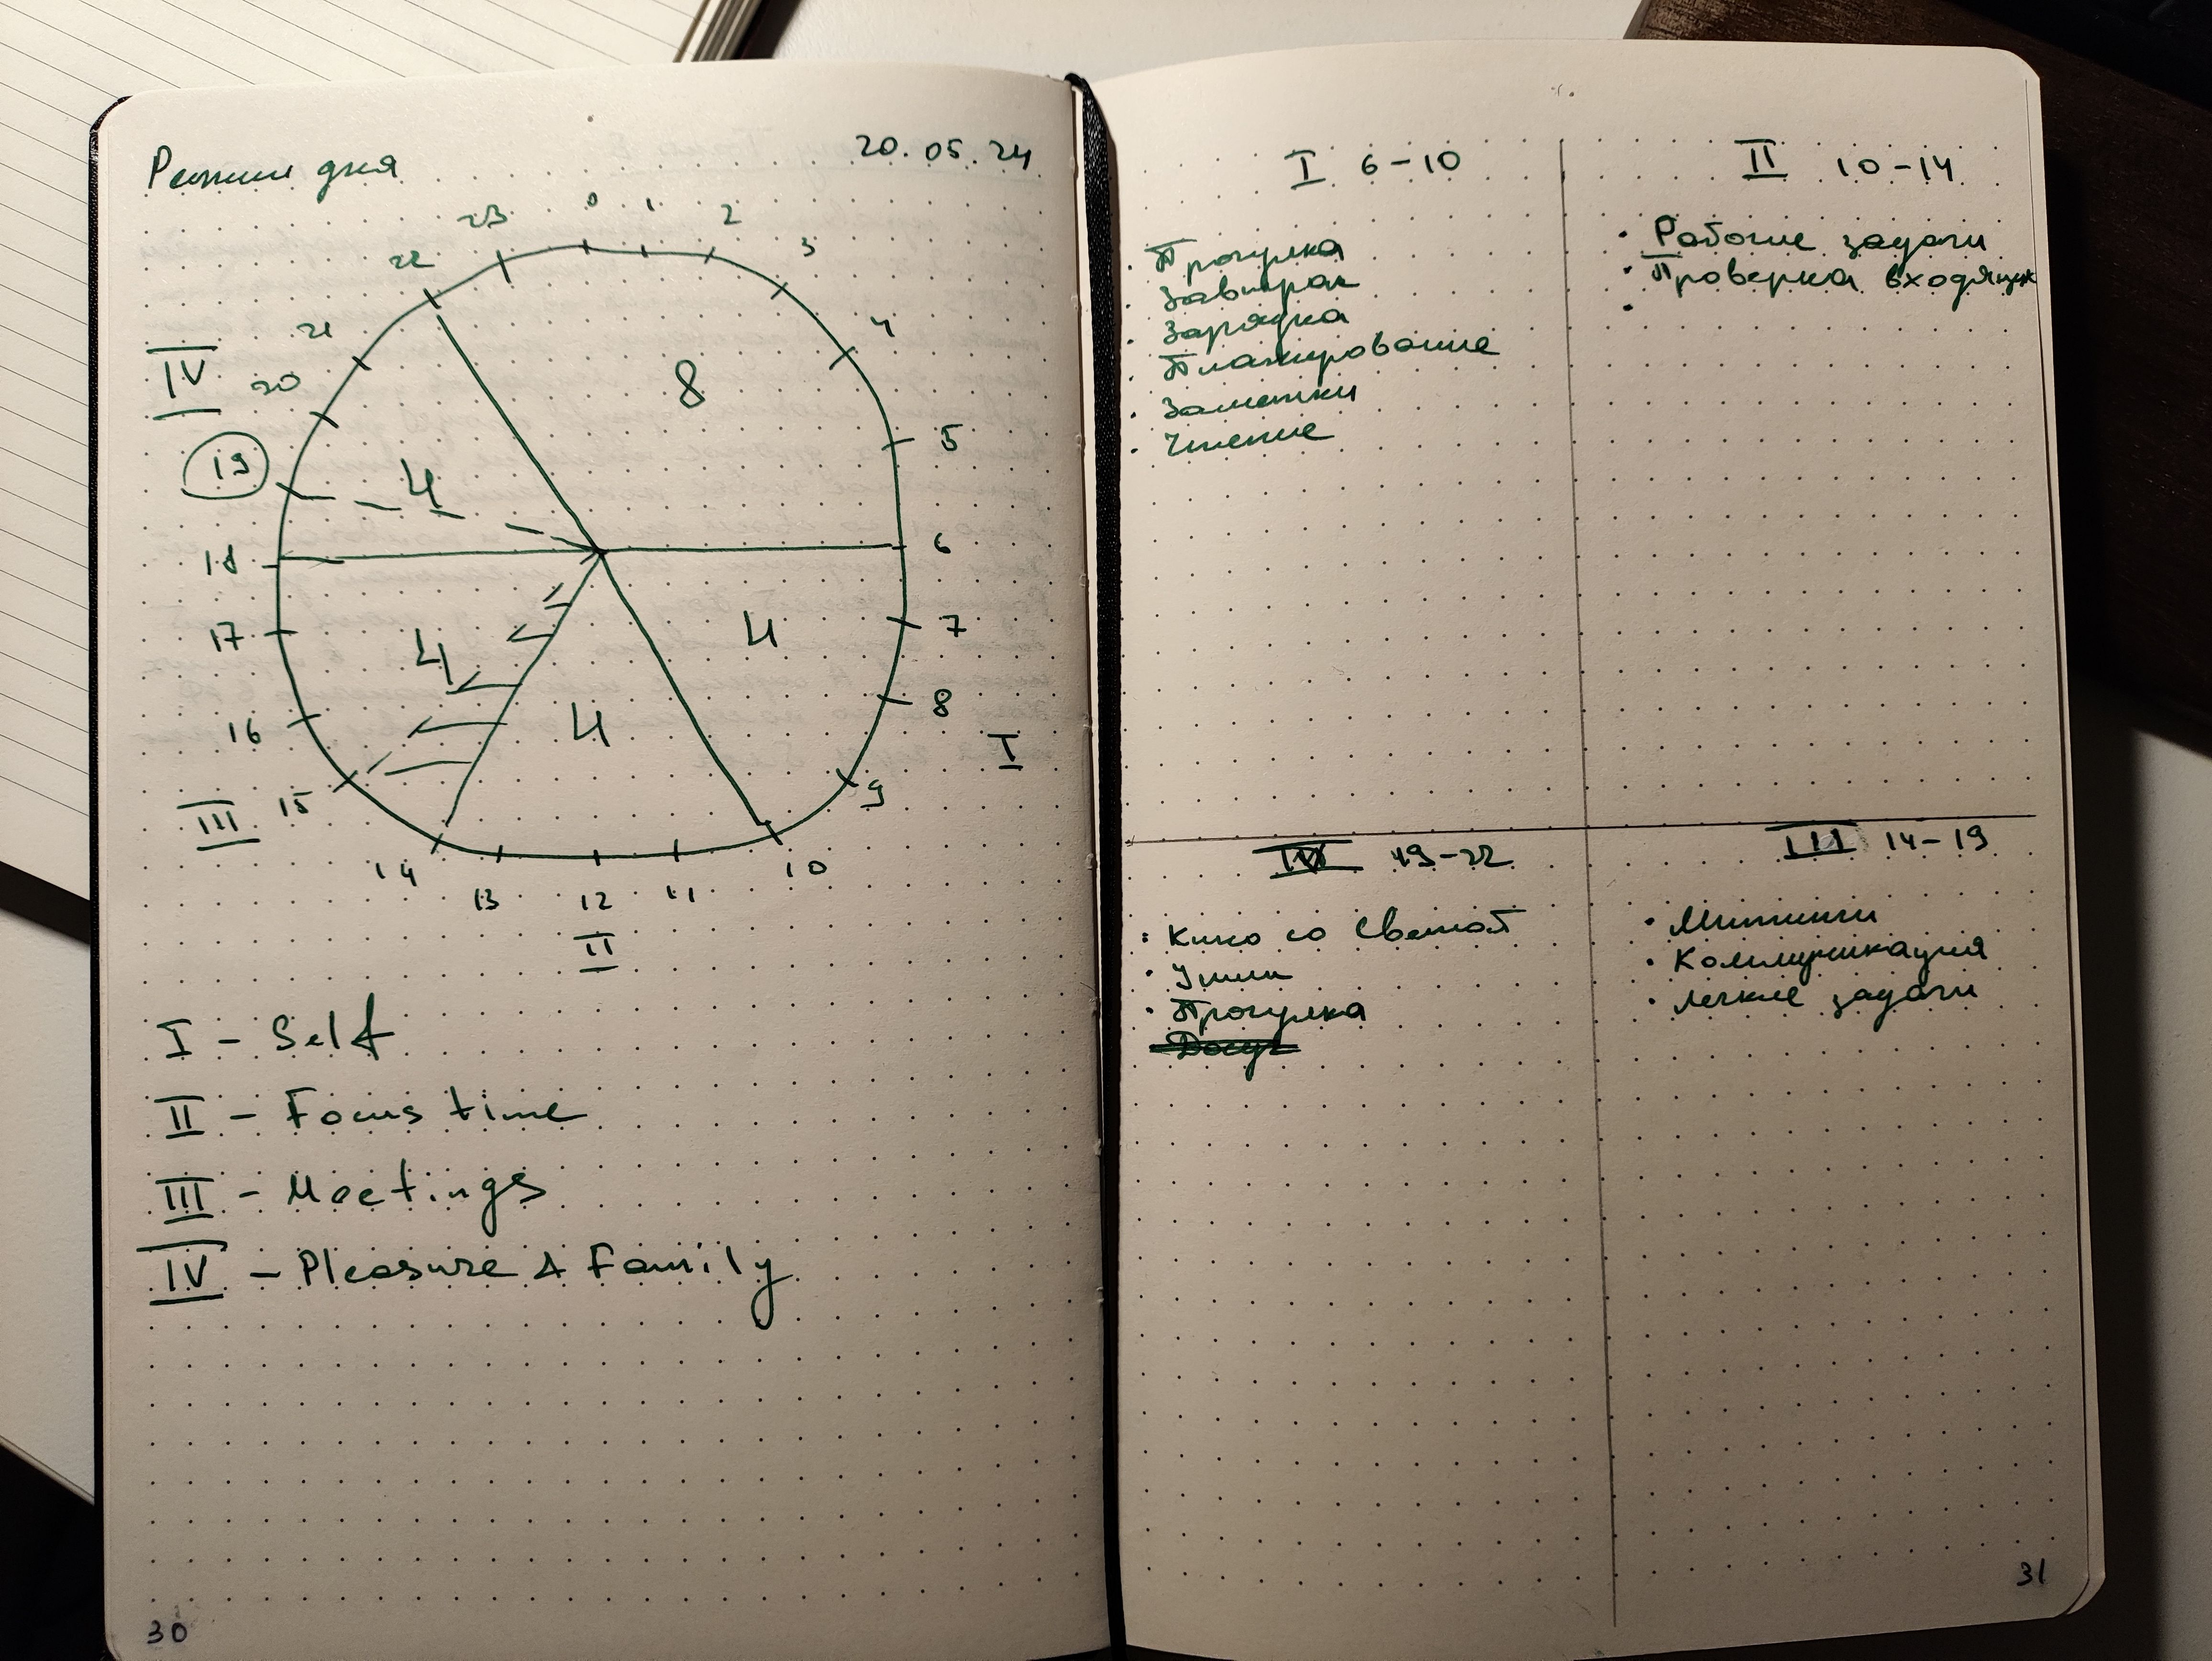 Режим дня
20.05.24
23 0 1 2
22 3
21 4
IV
20
8
19
4
5
18
6
17
4
4
7
16
4
8
I
III 15
9
14 13 12 11 10
II
I - Self
II - Focus time
III - Meetings
IV - Pleasure & Family
30
I 6-10
· Прогулка
· Завтрак
· Зарядка
· Планирование
· Заметки
· Чтение
II 10-14
· Рабочие задачи
· Проверка входящих
·
IV 19-22
· Кино со Светой
· Ужин
· Прогулка
Досуг
III 14-19
· Митинги
· Коммуникация
· Легкие задачи
31